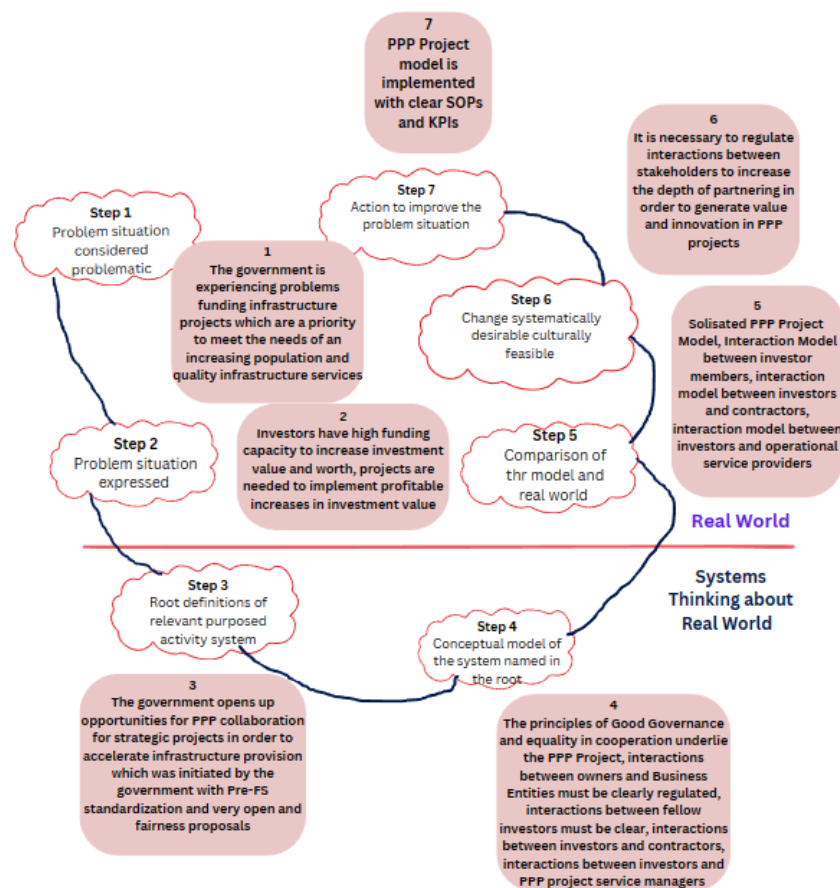 7
PPP Project
model is
implemented
with clear SOPs
and KPIs
6
It is necessary to regulate
interactions between
stakeholders to increase
the depth of partnering in
order to generate value
and innovation in PPP
projects
Step 7
Action to improve the
problem situation
Step 1
Problem situation
considered
problematic
1
The government is
experiencing problems
funding infrastructure
projects which are a priority
to meet the needs of an
increasing population and
quality infrastructure services
Step 6
Change systematically
desirable culturally
feasible
5
Solisated PPP Project
Model, Interaction Model
between investor
members, interaction
model between investors
and contractors,
interaction model between
investors and operational
service providers
2
Investors have high funding
capacity to increase investment
value and worth, projects are
needed to implement profitable
increases in investment value
Step 2
Problem situation
expressed
Step 5
Comparison of
thr model and
real world
Real World
Systems
Thinking about
Real World
Step 3
Root definitions of
relevant purposed
activity system
Step 4
Conceptual model of
the system named in
the root
3
The government opens up
opportunities for PPP collaboration
for strategic projects in order to
accelerate infrastructure provision
which was initiated by the
government with Pre-FS
standardization and very open and
fairness proposals
4
The principles of Good Governance
and equality in cooperation underlie
the PPP Project, interactions
between owners and Business
Entities must be clearly regulated,
interactions between fellow
investors must be clear, interactions
between investors and contractors,
interactions between investors and
PPP project service managers